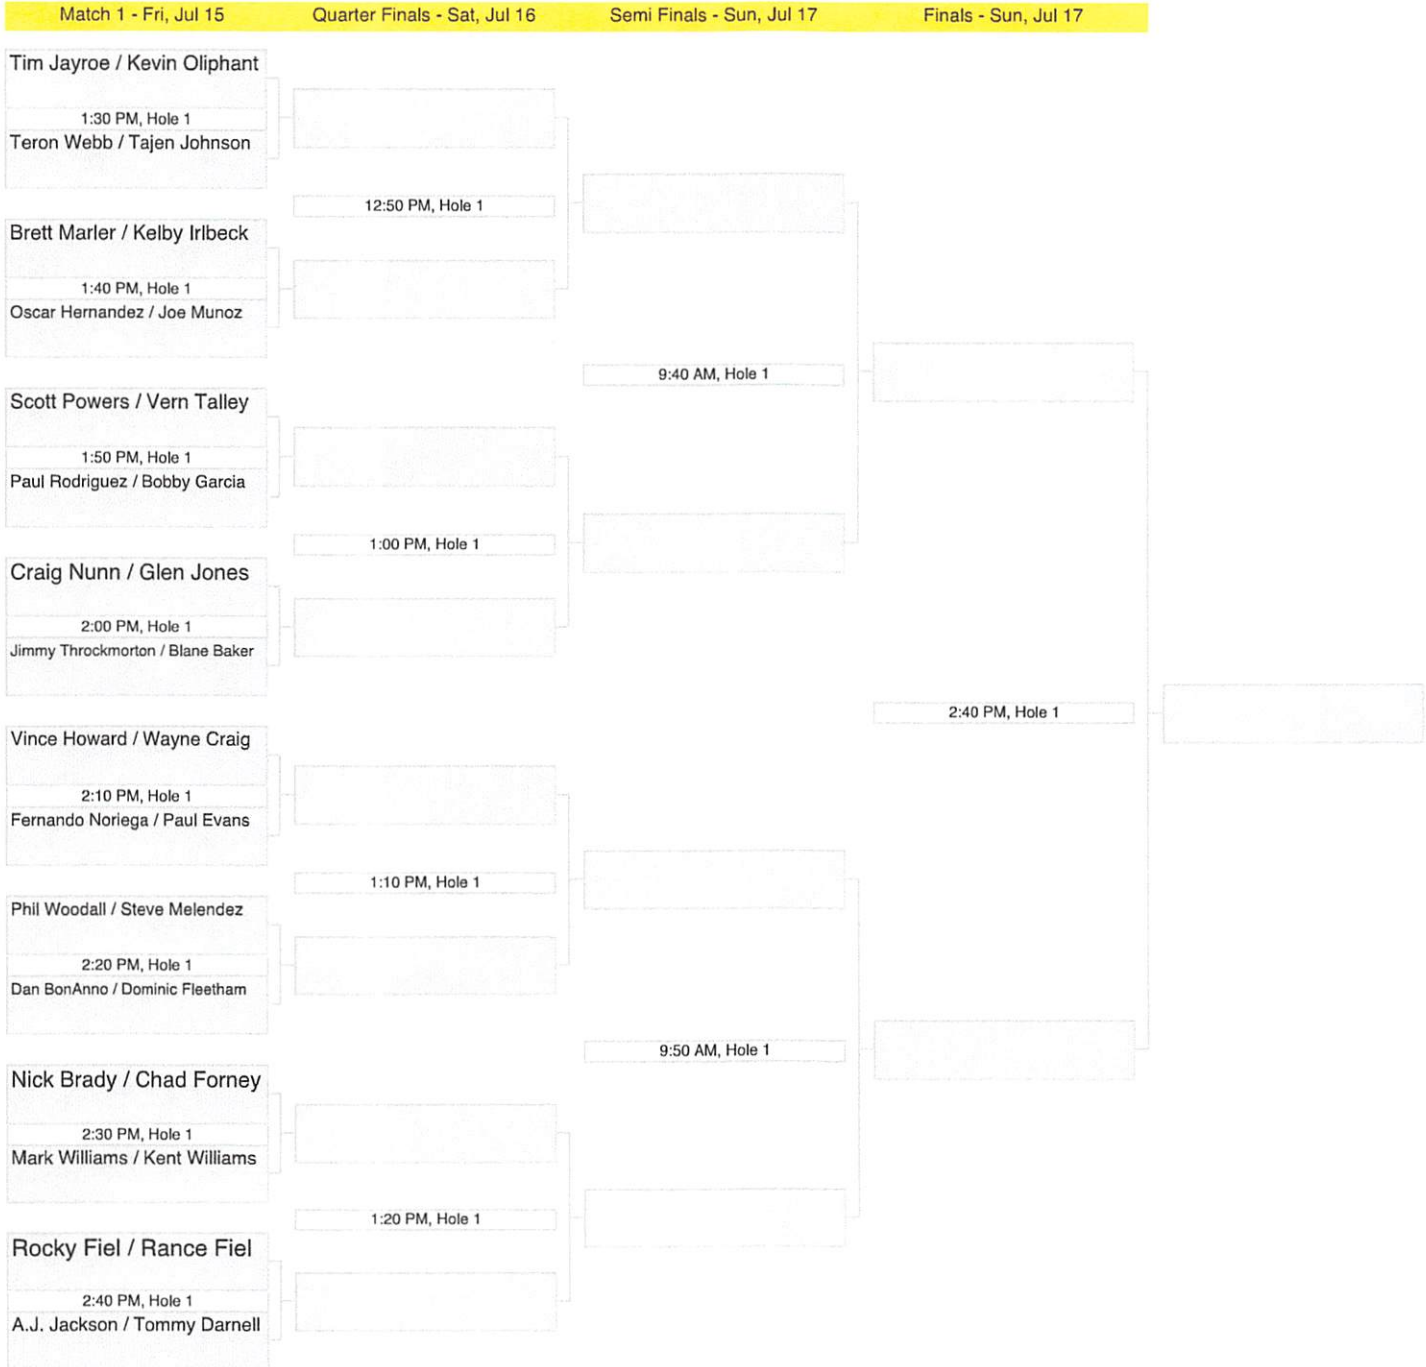 Match 1 - Fri, Jul 15
Quarter Finals - Sat, Jul 16
Semi Finals - Sun, Jul 17
Finals - Sun, Jul 17
Tim Jayroe / Kevin Oliphant
1:30 PM, Hole 1
Teron Webb / Tajen Johnson
12:50 PM, Hole 1
Brett Marler / Kelby Irlbeck
1:40 PM, Hole 1
Oscar Hernandez / Joe Munoz
9:40 AM, Hole 1
Scott Powers / Vern Talley
1:50 PM, Hole 1
Paul Rodriguez / Bobby Garcia
1:00 PM, Hole 1
Craig Nunn / Glen Jones
2:00 PM, Hole 1
Jimmy Throckmorton / Blane Baker
2:40 PM, Hole 1
Vince Howard / Wayne Craig
2:10 PM, Hole 1
Fernando Noriega / Paul Evans
1:10 PM, Hole 1
Phil Woodall / Steve Melendez
2:20 PM, Hole 1
Dan BonAnno / Dominic Fleetham
9:50 AM, Hole 1
Nick Brady / Chad Forney
2:30 PM, Hole 1
Mark Williams / Kent Williams
1:20 PM, Hole 1
Rocky Fiel / Rance Fiel
2:40 PM, Hole 1
A.J. Jackson / Tommy Darnell